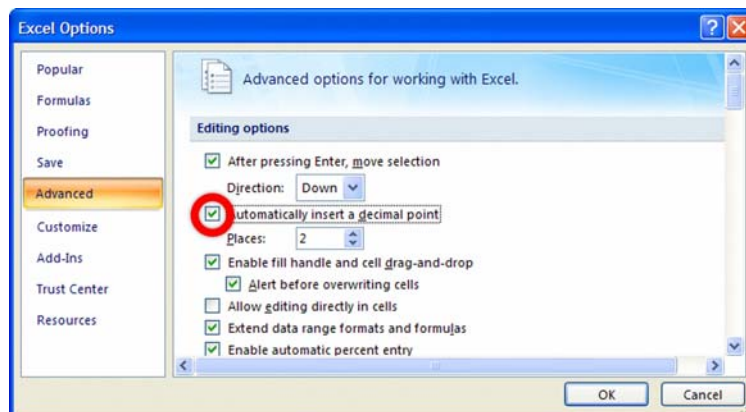 Excel Options
Popular
Formulas
Proofing
Save
Advanced
Customize
Add-Ins
Trust Center
Resources
Advanced options for working with Excel.
Editing options
After pressing Enter, move selection
Direction: Down
Automatically insert a decimal point
Places: 2
Enable fill handle and cell drag-and-drop
Alert before overwriting cells
Allow editing directly in cells
Extend data range formats and formulas
Enable automatic percent entry
OK
Cancel